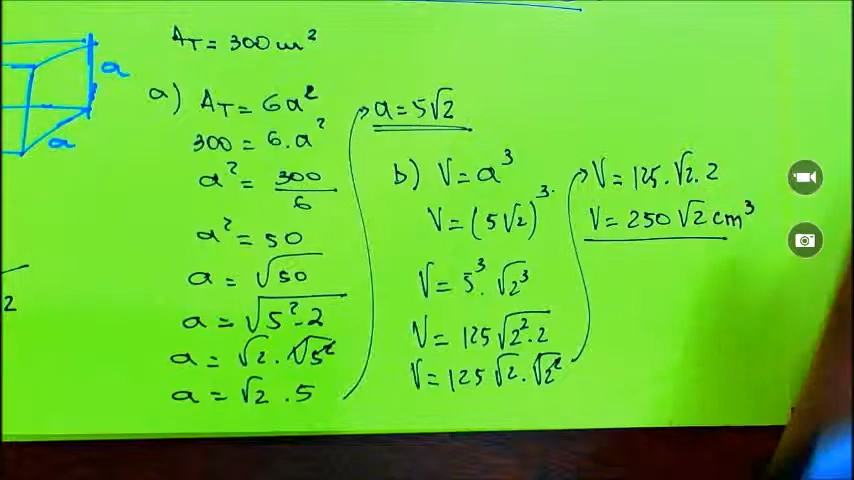 a
a
2
A_T = 300 m²
a) A_T = 6a²
300 = 6.a²
a² = 300/6
a² = 50
a = √50
a = √5².2
a = √2 . √5²
a = √2 . 5
a = 5√2
b) V = a³
V = (5√2)³.
V = 5³ . √2³
V = 125 √2².2
V = 125 √2 . √2²
V = 125.√2.2
V = 250 √2 cm³